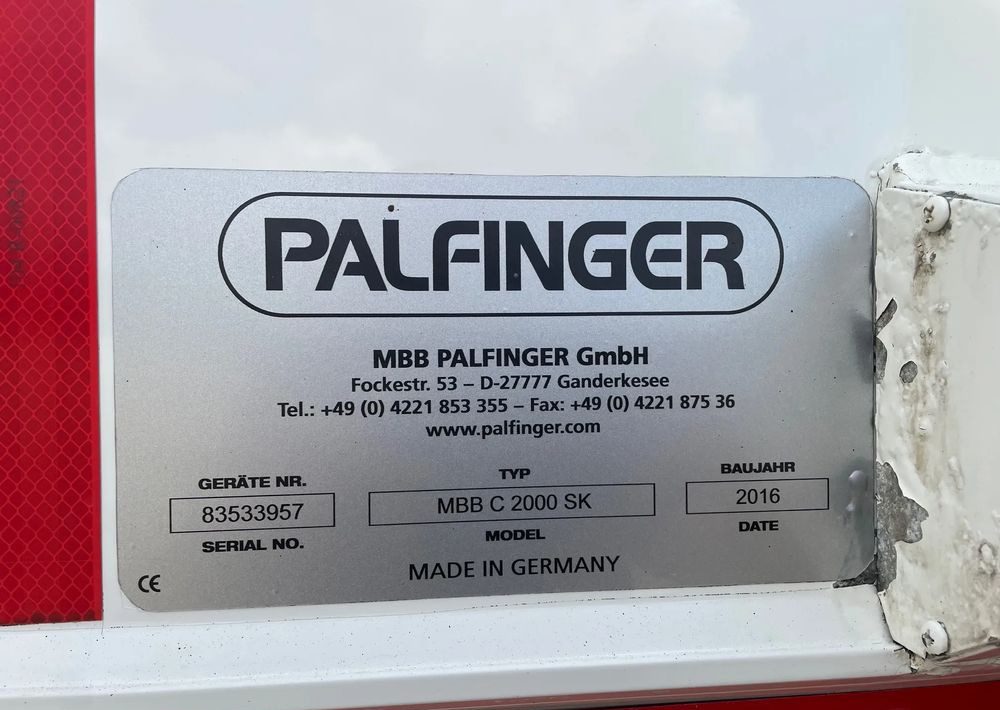 PALFINGER
MBB PALFINGER GmbH
Fockestr. 53 – D-27777 Ganderkesee
Tel.: +49 (0) 4221 853 355 – Fax: +49 (0) 4221 875 36
www.palfinger.com
GERÄTE NR. TYP BAUJAHR
83533957 MBB C 2000 SK 2016
SERIAL NO. MODEL DATE
MADE IN GERMANY
CE